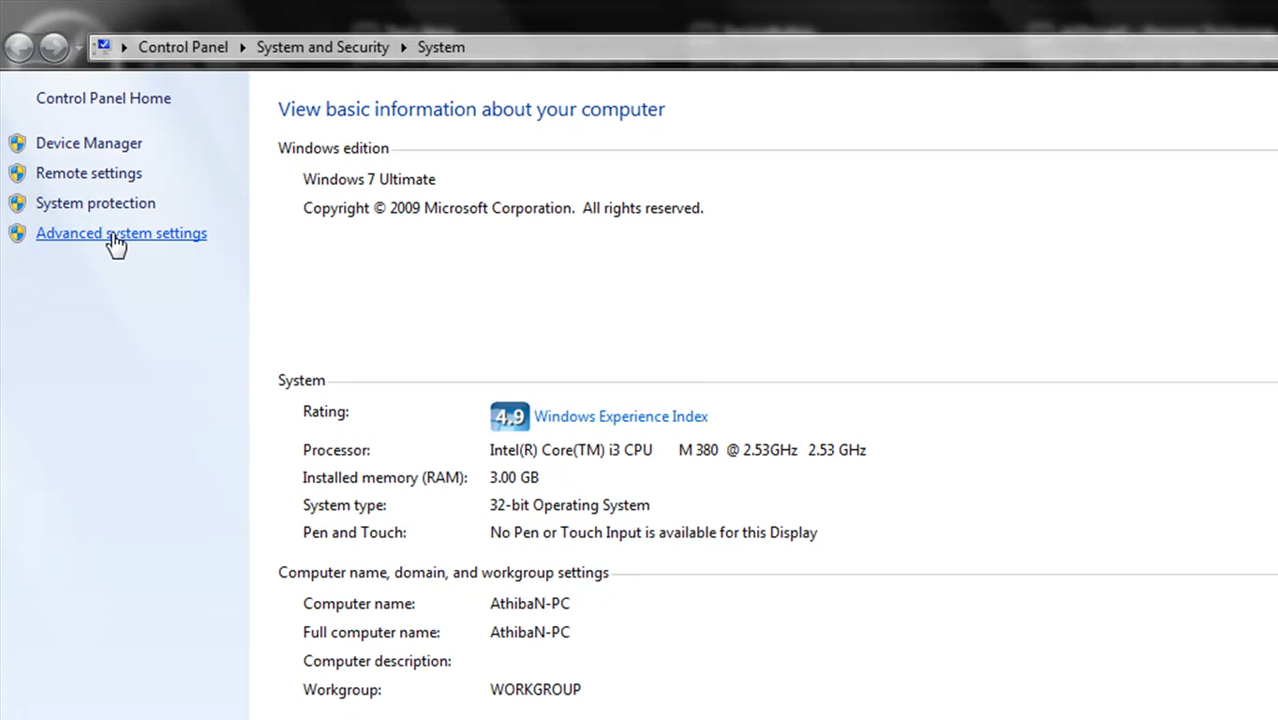 Control Panel ▸ System and Security ▸ System
Control Panel Home
Device Manager
Remote settings
System protection
Advanced system settings
View basic information about your computer
Windows edition
Windows 7 Ultimate
Copyright © 2009 Microsoft Corporation. All rights reserved.
System
Rating: 4,9 Windows Experience Index
Processor: Intel(R) Core(TM) i3 CPU M 380 @ 2.53GHz 2.53 GHz
Installed memory (RAM): 3.00 GB
System type: 32-bit Operating System
Pen and Touch: No Pen or Touch Input is available for this Display
Computer name, domain, and workgroup settings
Computer name: AthibaN-PC
Full computer name: AthibaN-PC
Computer description:
Workgroup: WORKGROUP